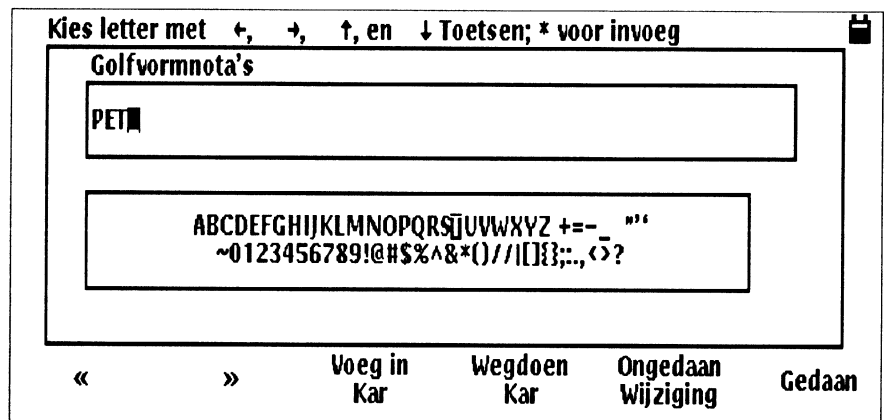 Kies letter met ←, →, ↑, en ↓ Toetsen; * voor invoeg
Golfvormnota's
PET
ABCDEFGHIJKLMNOPQRSTUVWXYZ +=-_ "'‘
~0123456789!@#$%^&*()//|[]{};:.,<>?
« » Voeg in Kar Wegdoen Kar Ongedaan Wijziging Gedaan